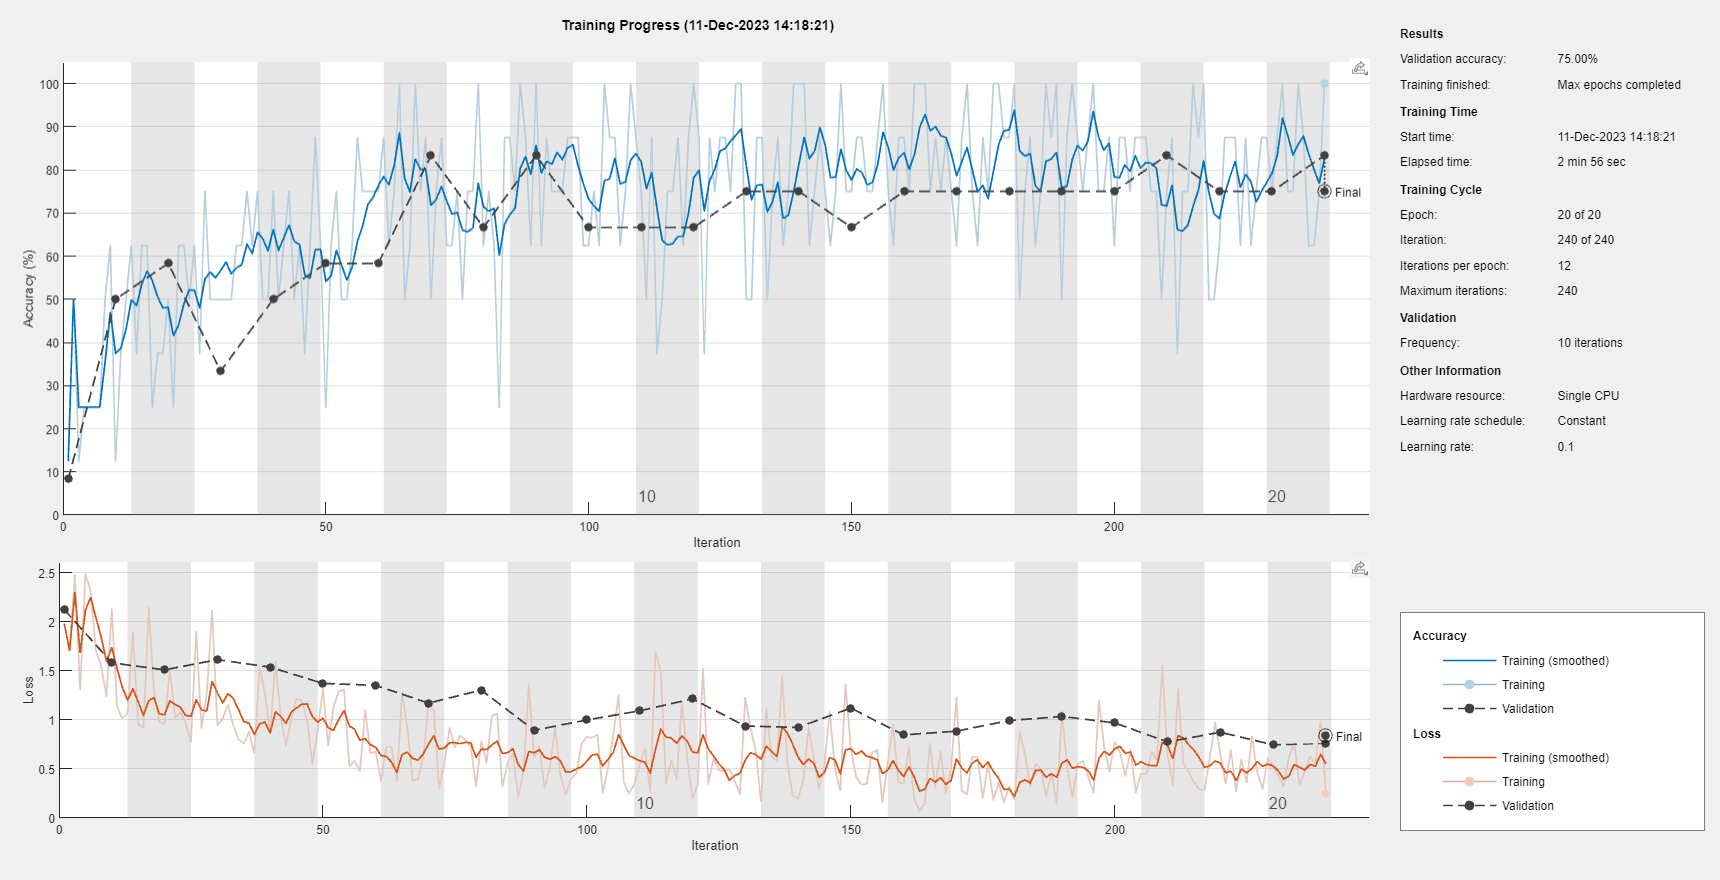 Training Progress (11-Dec-2023 14:18:21)
Accuracy (%)
100
90
80
70
60
50
40
30
20
10
0
Final
10
20
0
50
100
150
200
Iteration
Loss
2.5
2
1.5
1
0.5
0
Final
10
20
0
50
100
150
200
Iteration
Results
Validation accuracy: 75.00%
Training finished: Max epochs completed
Training Time
Start time: 11-Dec-2023 14:18:21
Elapsed time: 2 min 56 sec
Training Cycle
Epoch: 20 of 20
Iteration: 240 of 240
Iterations per epoch: 12
Maximum iterations: 240
Validation
Frequency: 10 iterations
Other Information
Hardware resource: Single CPU
Learning rate schedule: Constant
Learning rate: 0.1
Accuracy
Training (smoothed)
Training
Validation
Loss
Training (smoothed)
Training
Validation